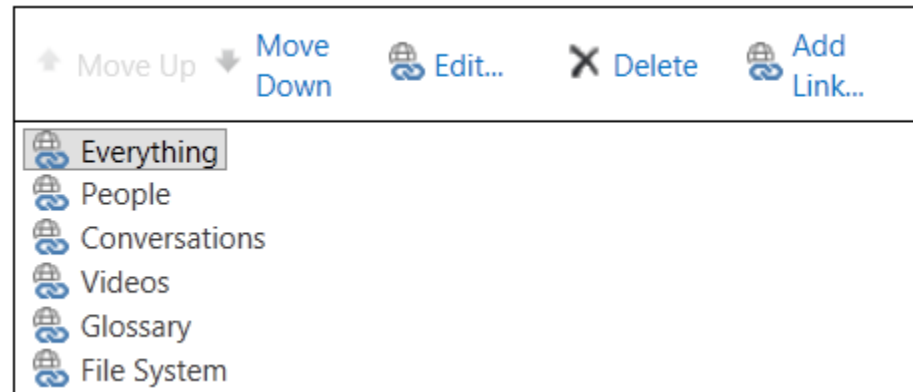 Move Up
Move
Down
Edit...
Delete
Add
Link...
Everything
People
Conversations
Videos
Glossary
File System